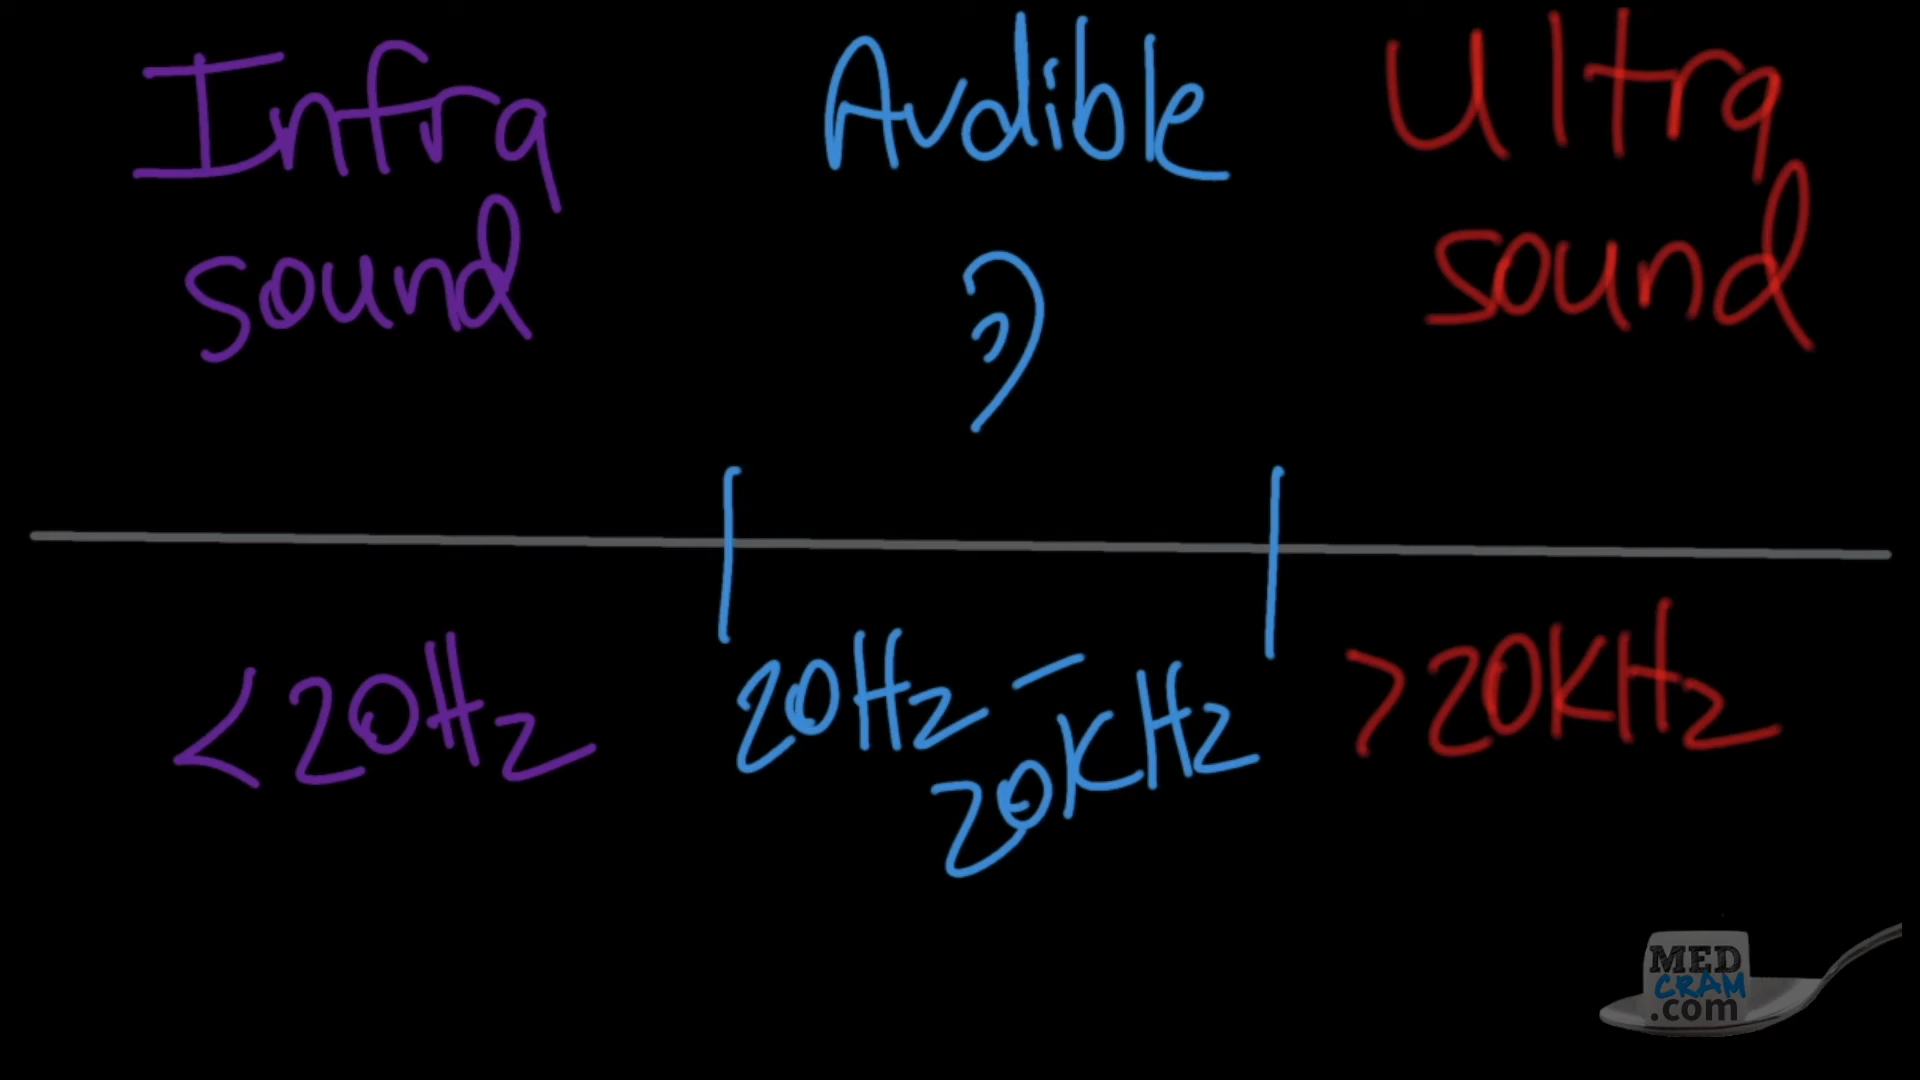 Infra
sound
Audible
Ultra
sound
<20Hz
20Hz –
20KHz
>20KHz
MED
CRAM
.com